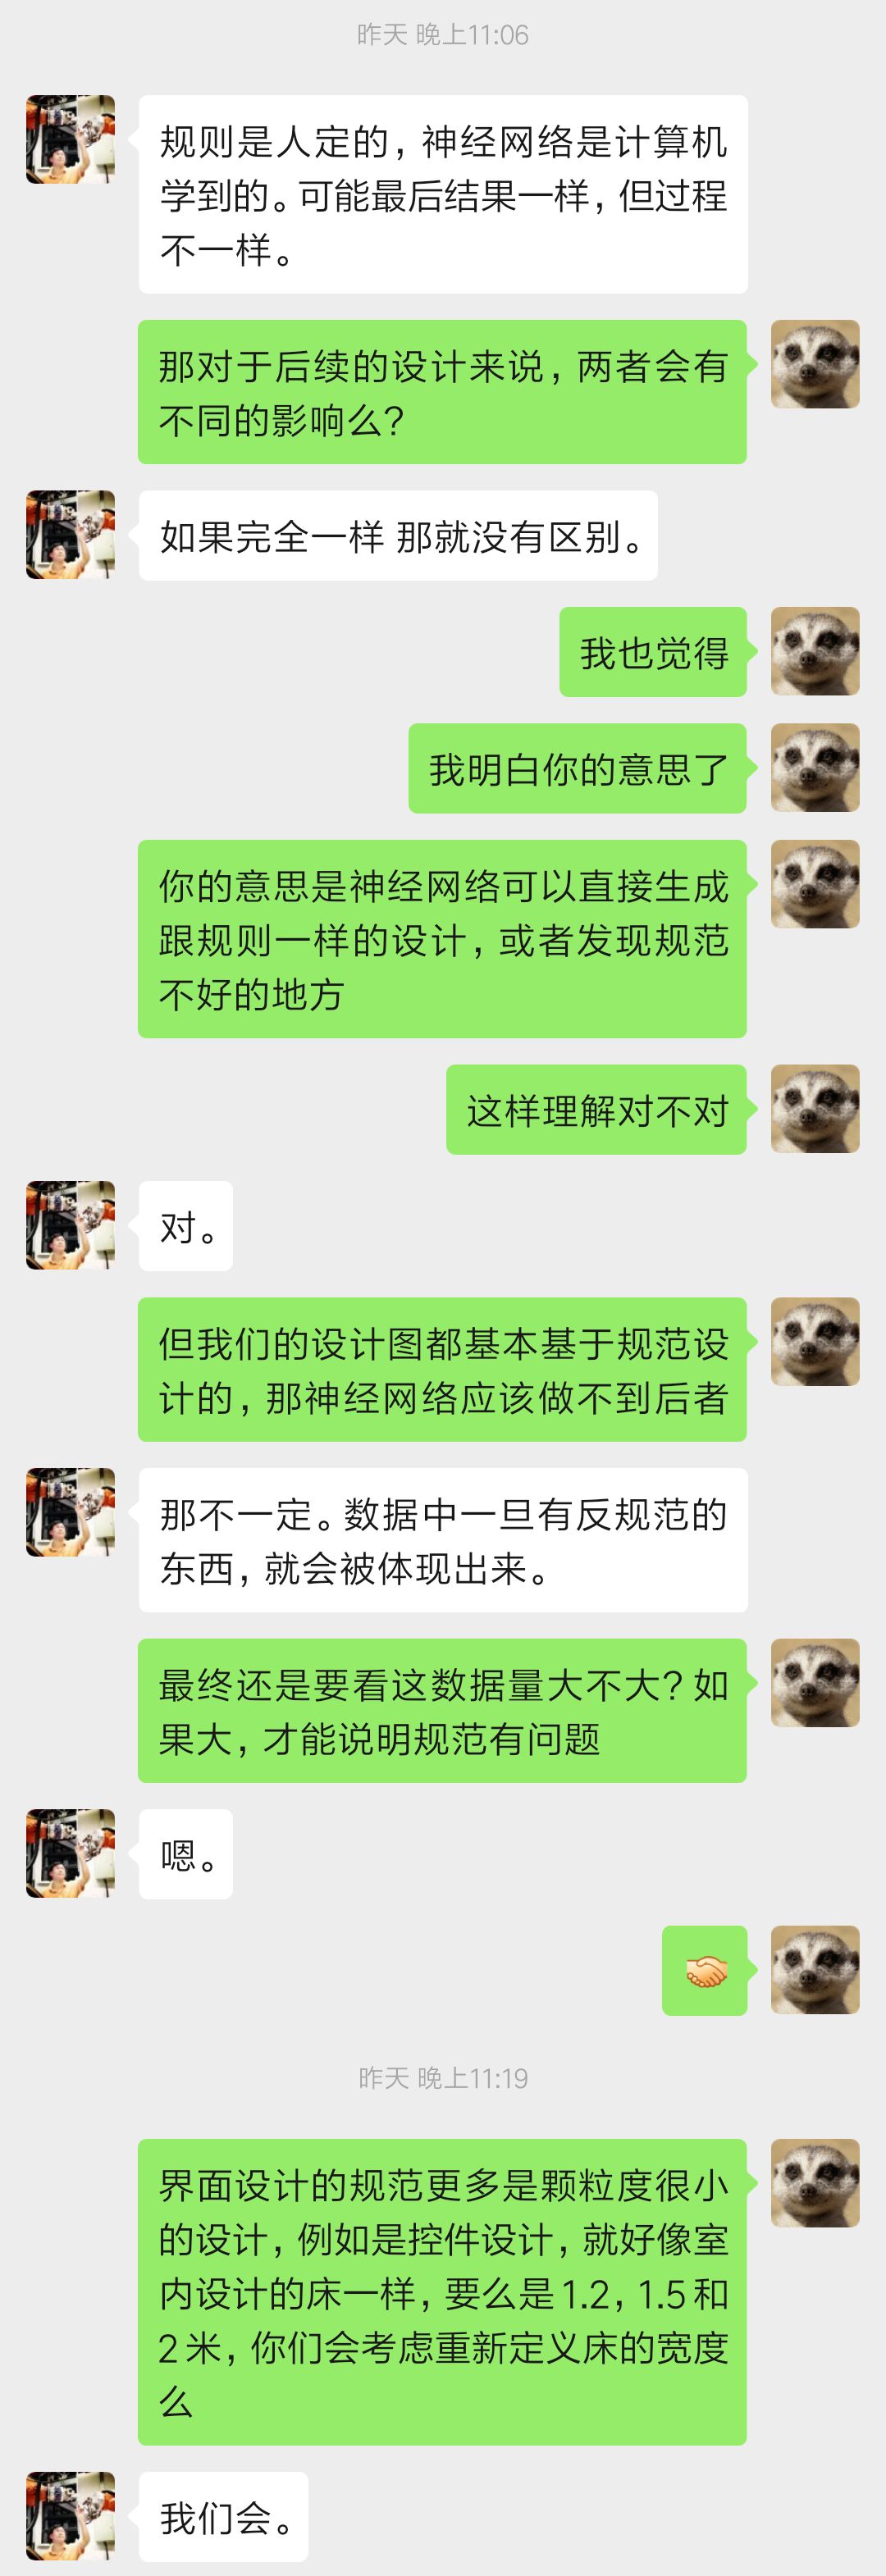 昨天 晚上11:06
规则是人定的，神经网络是计算机
学到的。可能最后结果一样，但过程
不一样。
那对于后续的设计来说，两者会有
不同的影响么？
如果完全一样 那就没有区别。
我也觉得
我明白你的意思了
你的意思是神经网络可以直接生成
跟规则一样的设计，或者发现规范
不好的地方
这样理解对不对
对。
但我们的设计图都基本基于规范设
计的，那神经网络应该做不到后者
那不一定。数据中一旦有反规范的
东西，就会被体现出来。
最终还是要看这数据量大不大？如
果大，才能说明规范有问题
嗯。
昨天 晚上11:19
界面设计的规范更多是颗粒度很小
的设计，例如是控件设计，就好像室
内设计的床一样，要么是1.2，1.5和
2米，你们会考虑重新定义床的宽度
么
我们会。